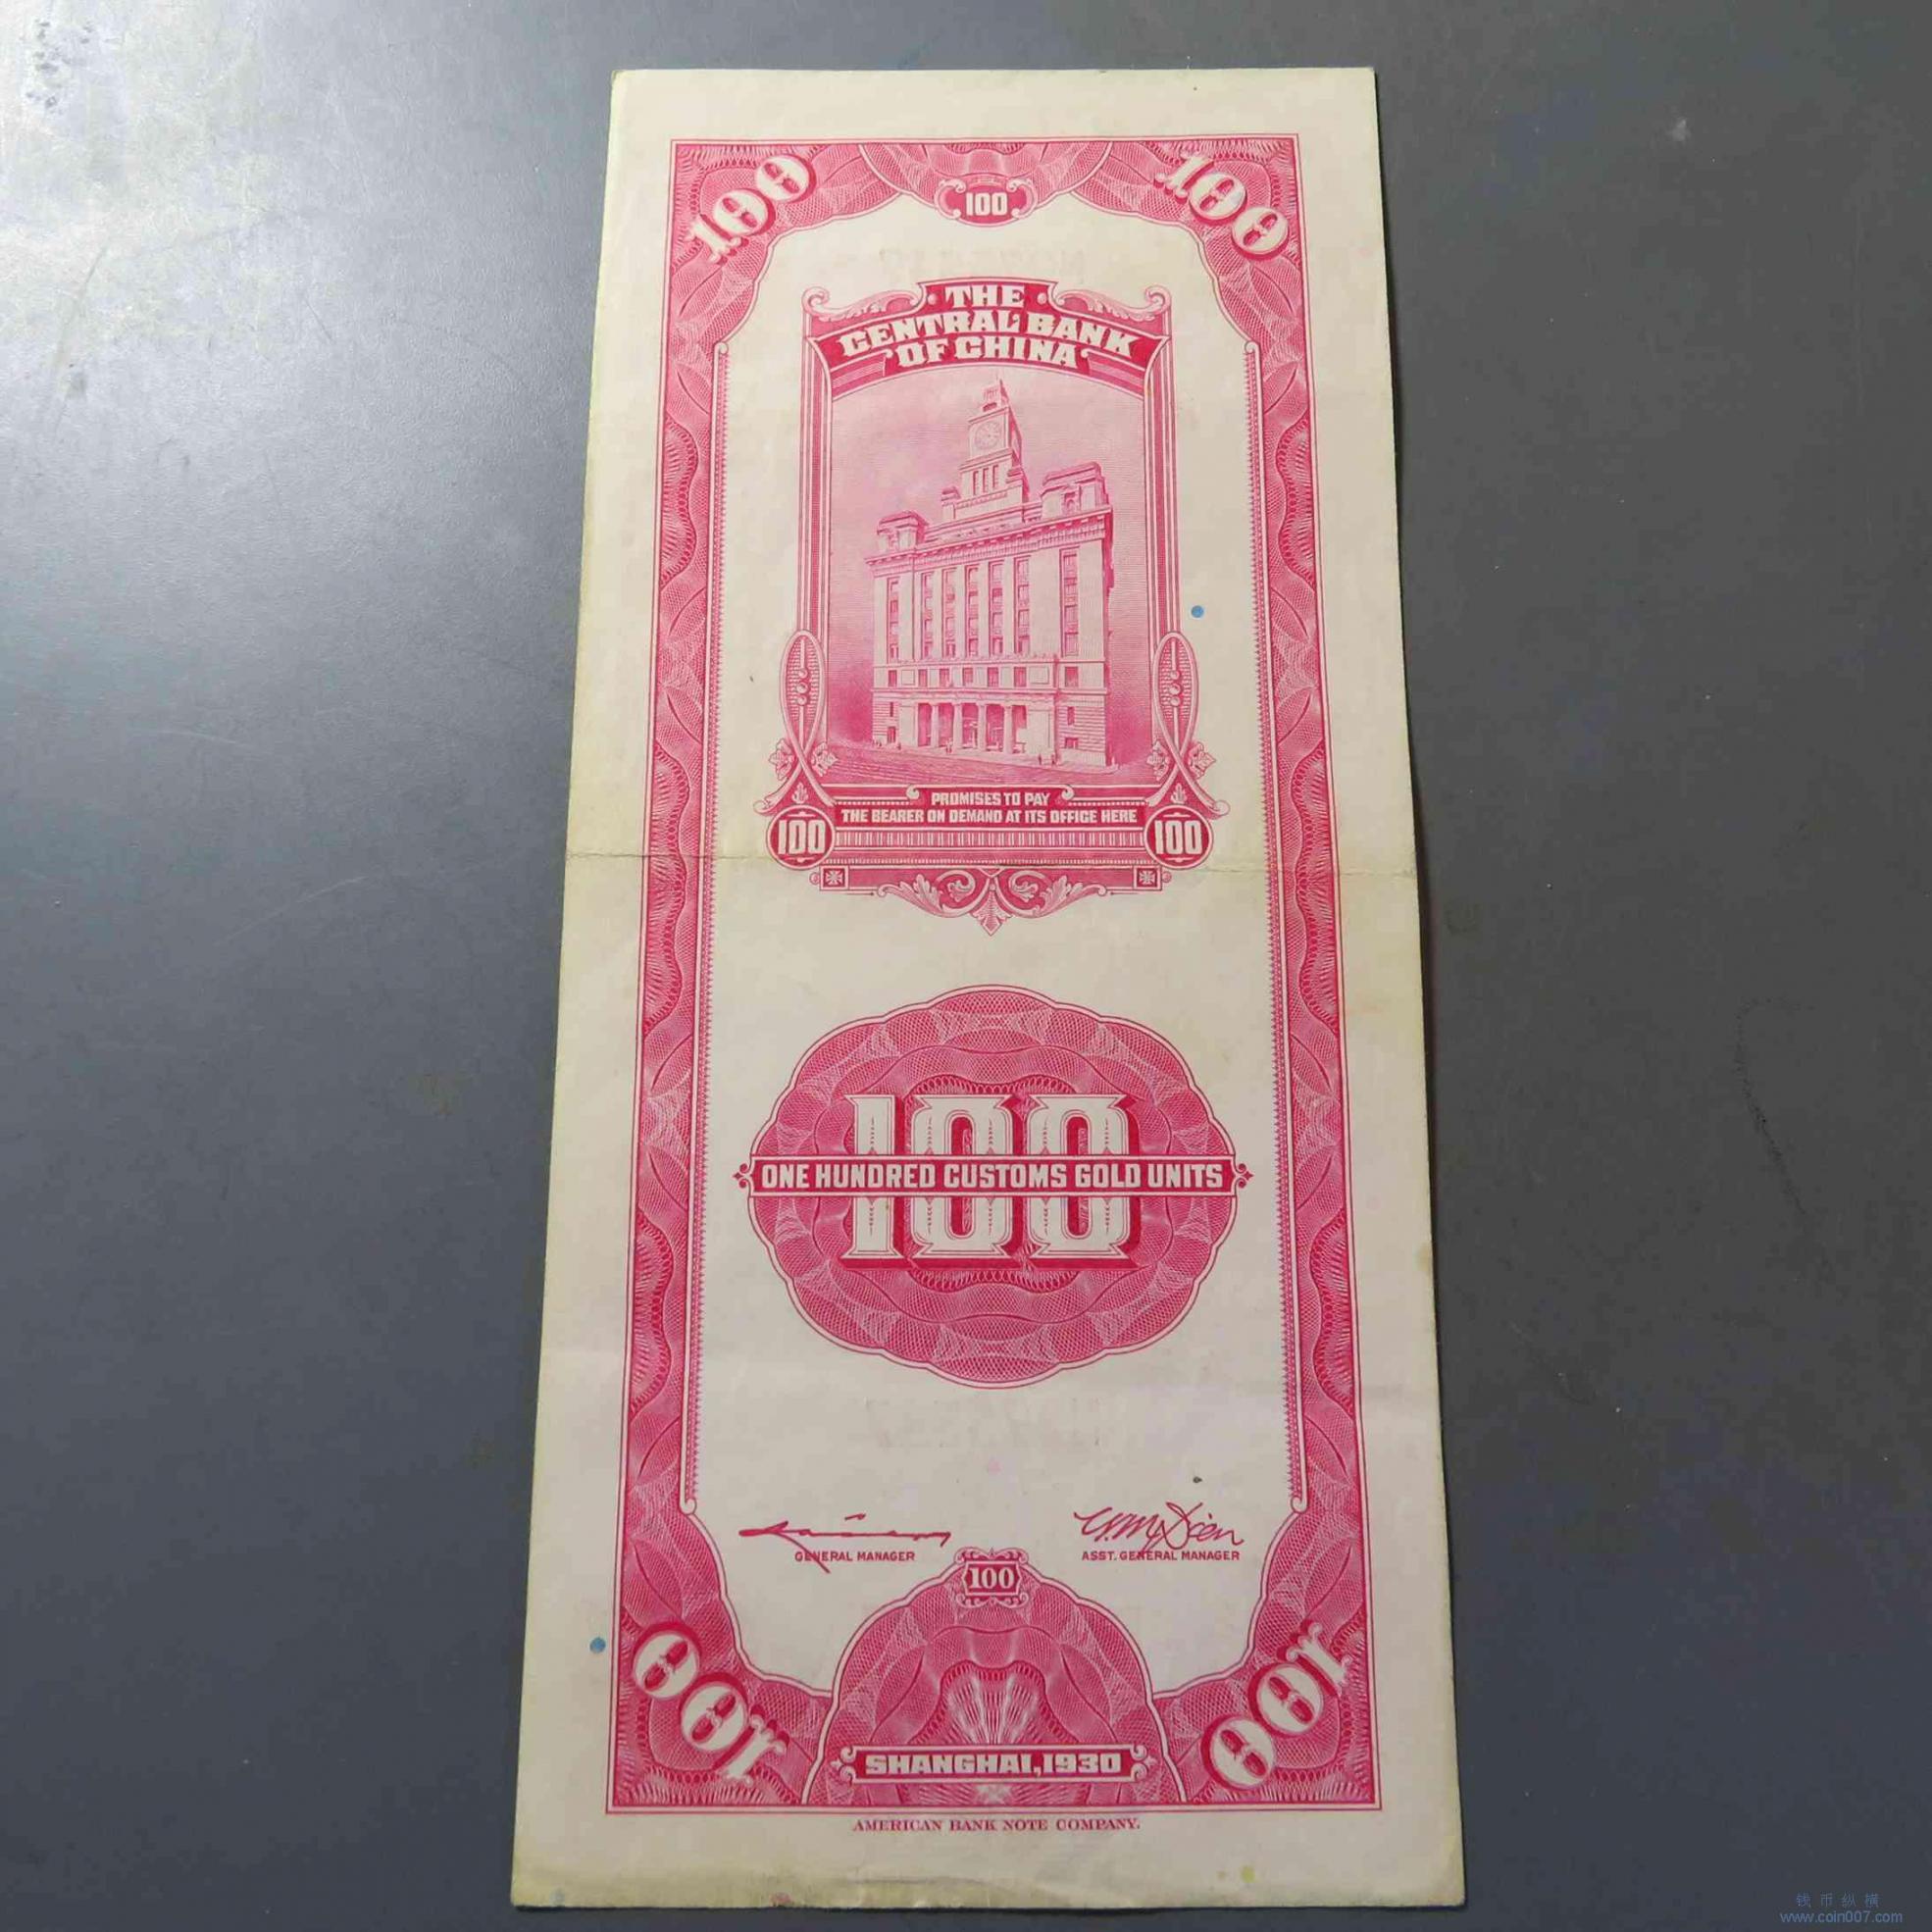 100 100
100
THE
CENTRAL BANK
OF CHINA
PROMISES TO PAY
THE BEARER ON DEMAND AT ITS OFFICE HERE
100 100
100
ONE HUNDRED CUSTOMS GOLD UNITS
GENERAL MANAGER ASST. GENERAL MANAGER
100
100 100
SHANGHAI, 1930
AMERICAN BANK NOTE COMPANY.
钱币纵横
www.coin007.com